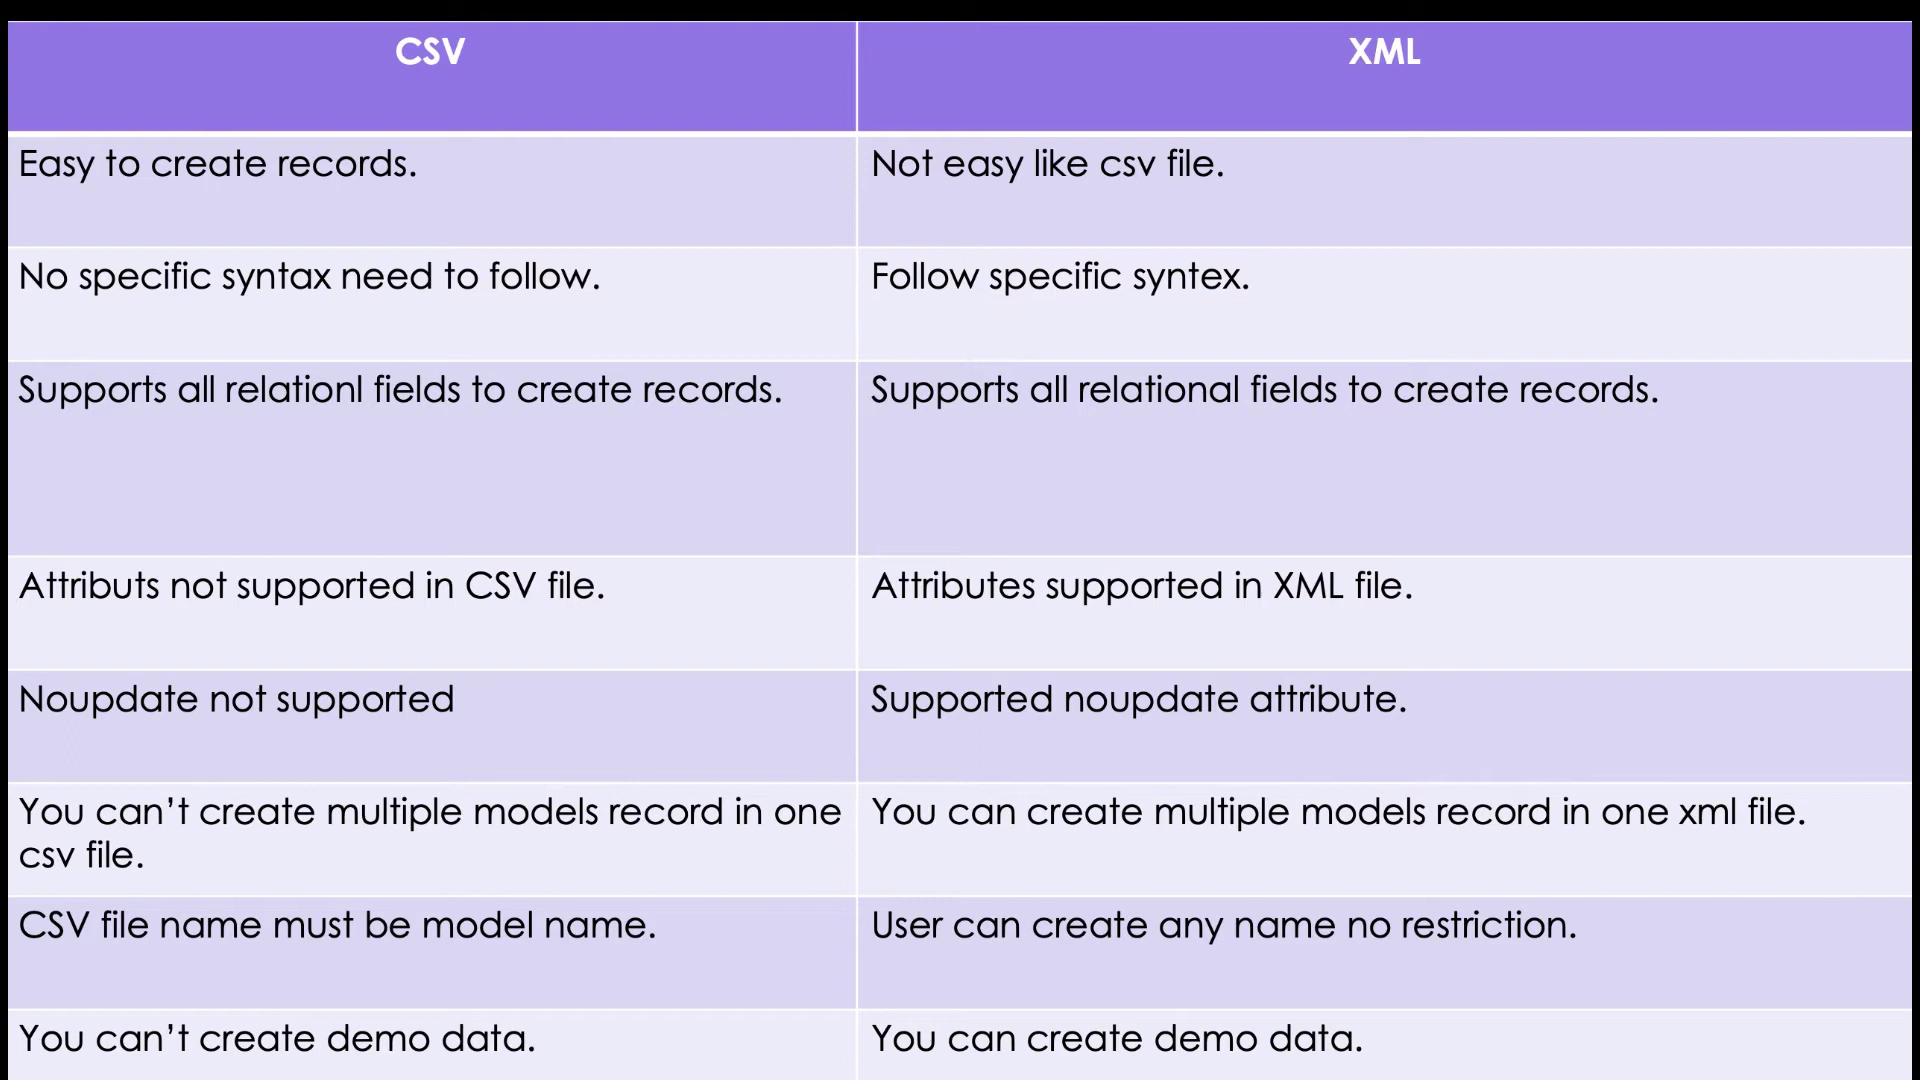 CSV
XML
Easy to create records.
Not easy like csv file.
No specific syntax need to follow.
Follow specific syntex.
Supports all relationl fields to create records.
Supports all relational fields to create records.
Attributs not supported in CSV file.
Attributes supported in XML file.
Noupdate not supported
Supported noupdate attribute.
You can’t create multiple models record in one
csv file.
You can create multiple models record in one xml file.
CSV file name must be model name.
User can create any name no restriction.
You can’t create demo data.
You can create demo data.